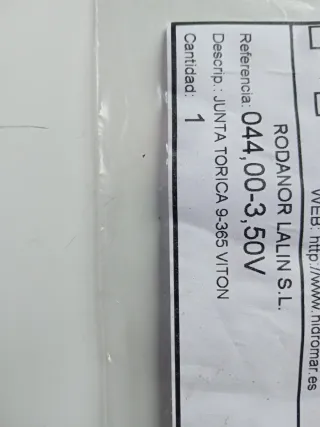 WEB: http://www.hidromar.es
RODANOR LALIN S.L.
Referencia: 044,00-3,50V
Descrip.: JUNTA TORICA 9-365 VITON
Cantidad: 1